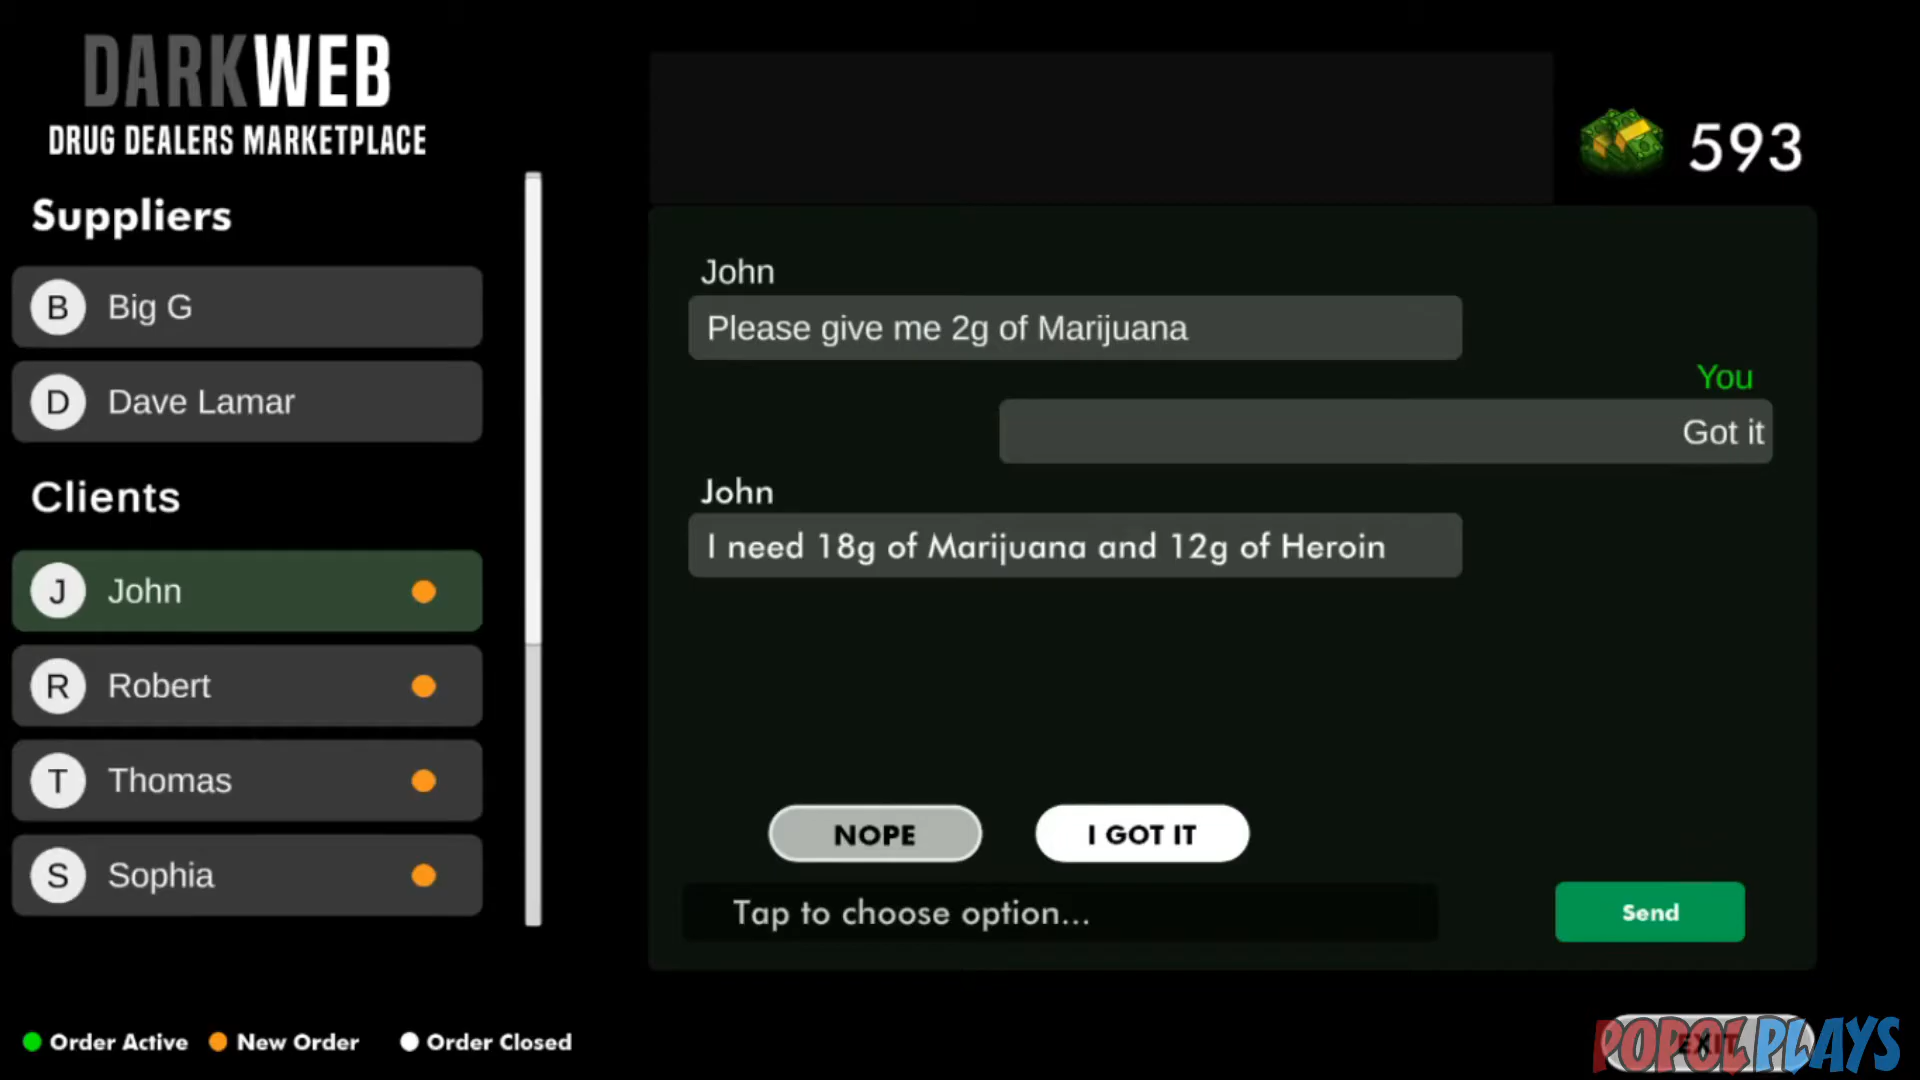 DARKWEB
DRUG DEALERS MARKETPLACE
593
Suppliers
B Big G
D Dave Lamar
Clients
J John
R Robert
T Thomas
S Sophia
John
Please give me 2g of Marijuana
You
Got it
John
I need 18g of Marijuana and 12g of Heroin
NOPE
I GOT IT
Tap to choose option...
Send
Order Active
New Order
Order Closed
EXIT
POPOLPLAYS